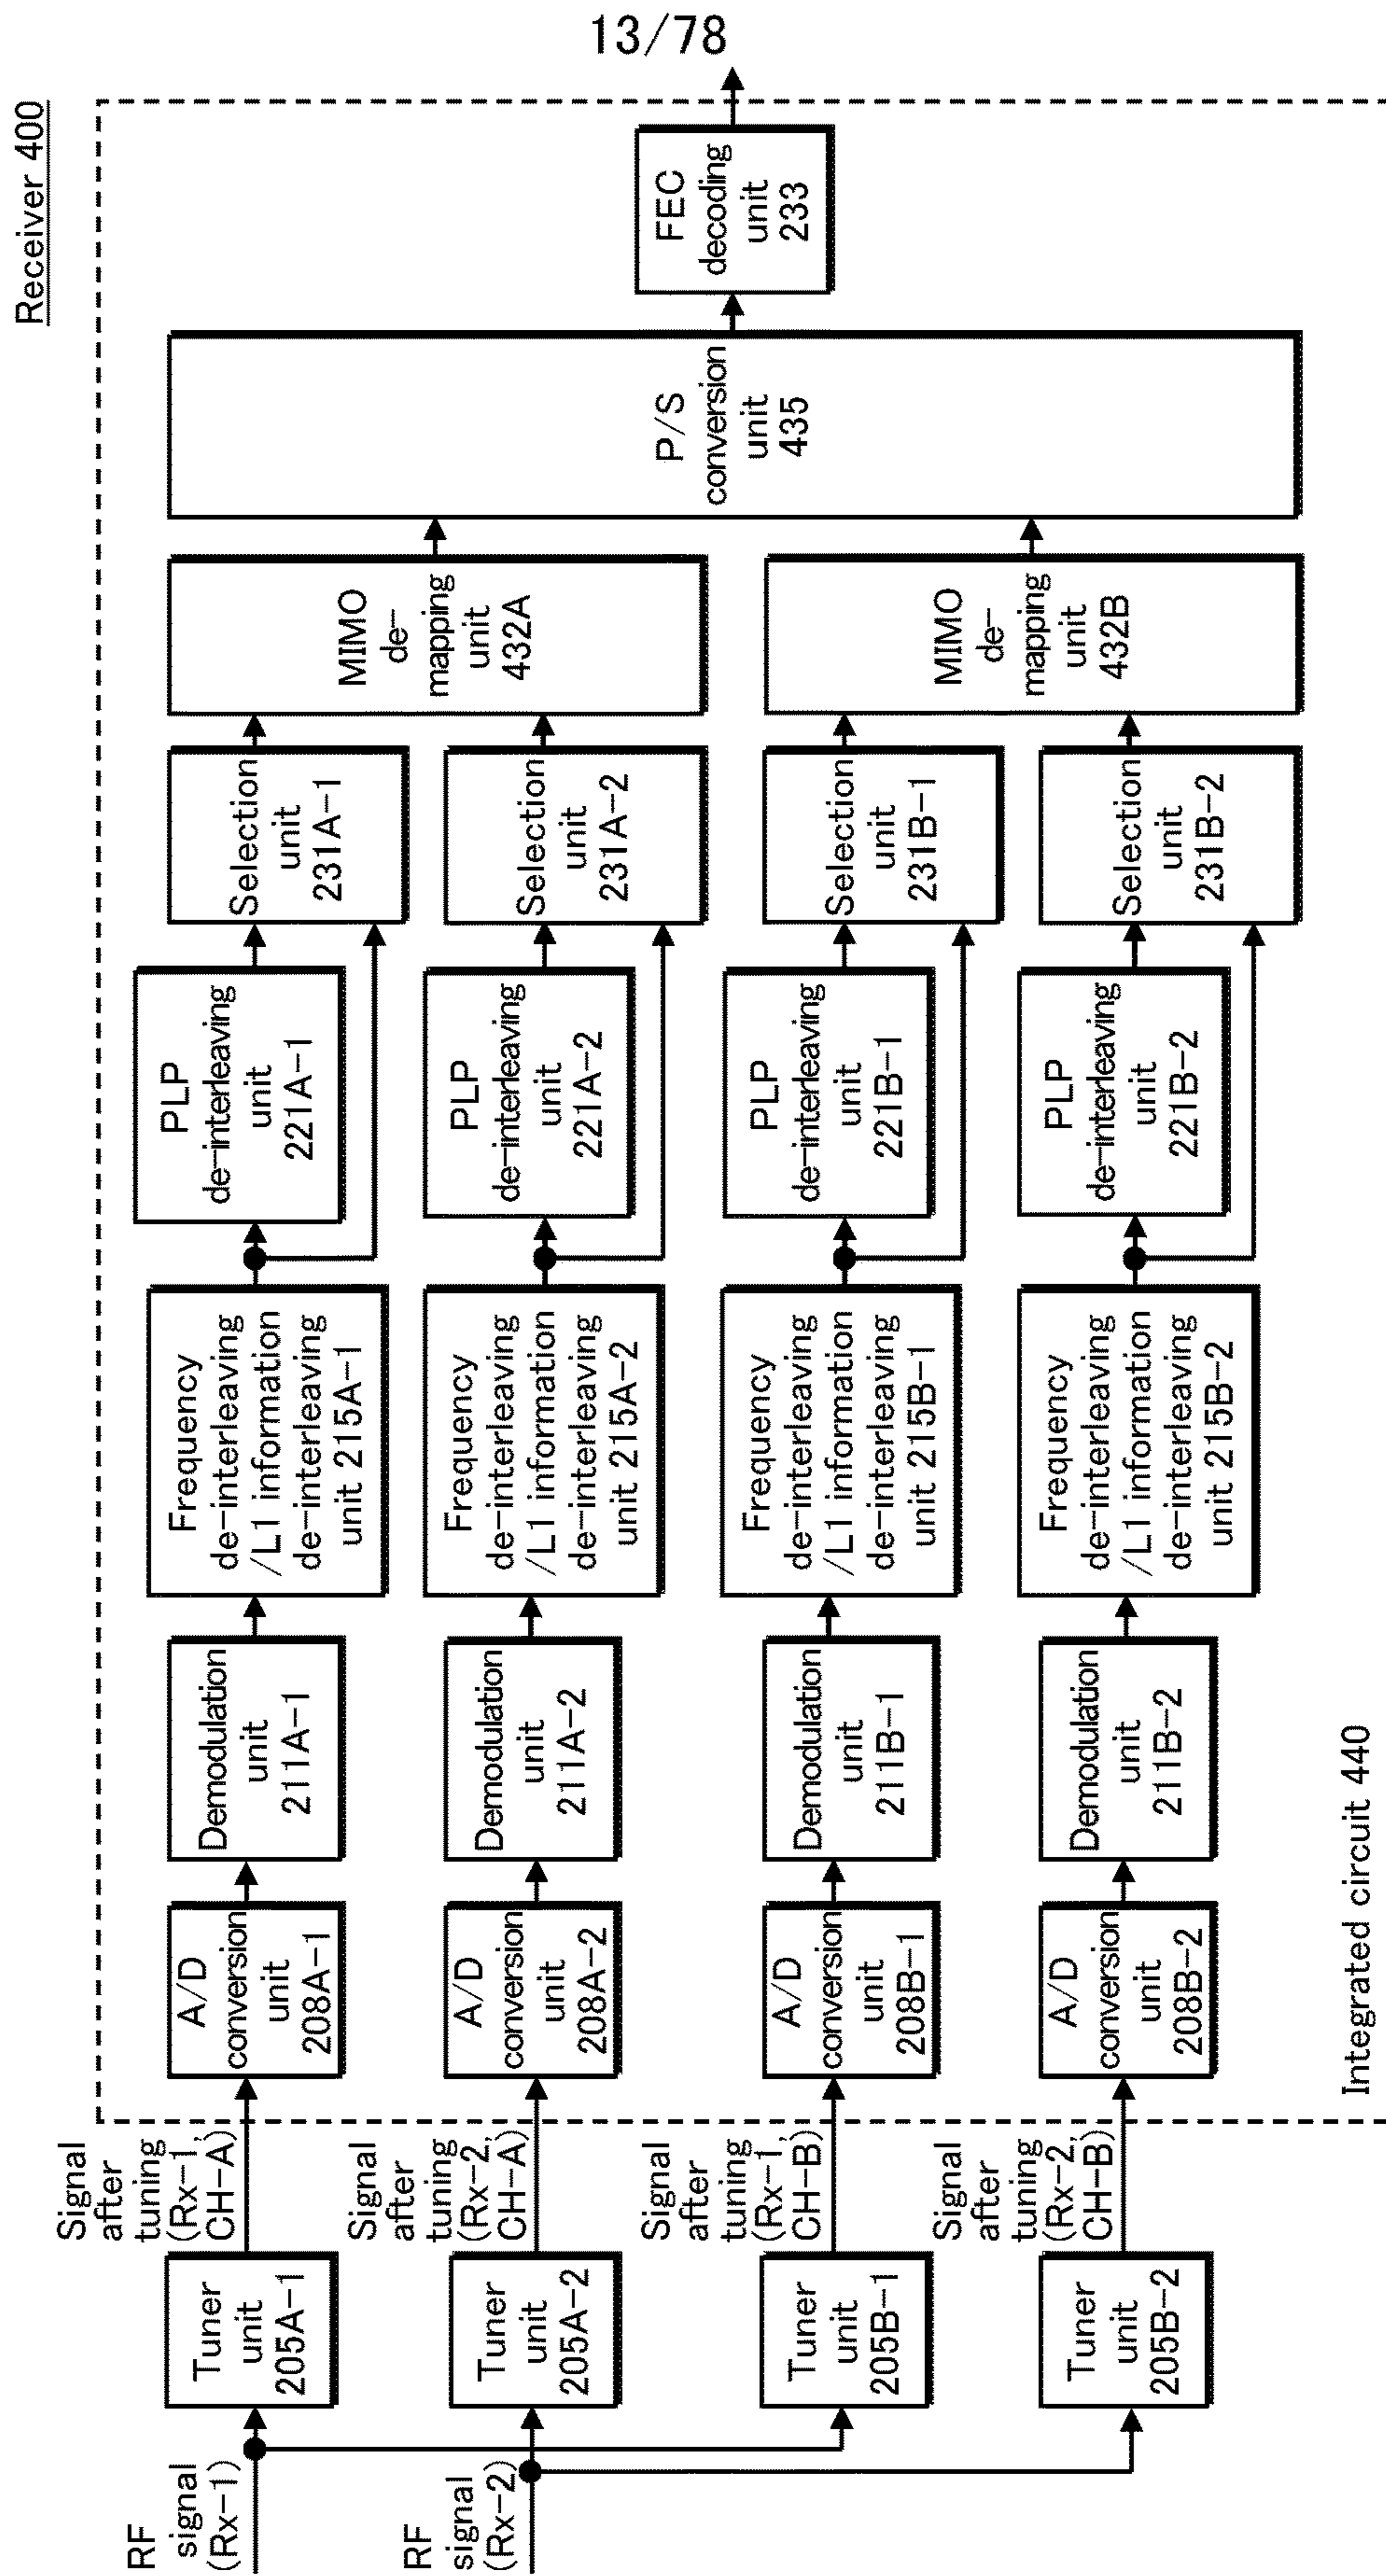 Receiver 400
13/78
RF
signal
(Rx-1)
RF
signal
(Rx-2)
Tuner
unit
205A-1
Tuner
unit
205A-2
Tuner
unit
205B-1
Tuner
unit
205B-2
Signal
after
tuning
(Rx-1,
CH-A)
Signal
after
tuning
(Rx-2,
CH-A)
Signal
after
tuning
(Rx-1,
CH-B)
Signal
after
tuning
(Rx-2,
CH-B)
A/D
conversion
unit
208A-1
A/D
conversion
unit
208A-2
A/D
conversion
unit
208B-1
A/D
conversion
unit
208B-2
Demodulation
unit
211A-1
Demodulation
unit
211A-2
Demodulation
unit
211B-1
Demodulation
unit
211B-2
Frequency
de-interleaving
/L1 information
de-interleaving
unit 215A-1
Frequency
de-interleaving
/L1 information
de-interleaving
unit 215A-2
Frequency
de-interleaving
/L1 information
de-interleaving
unit 215B-1
Frequency
de-interleaving
/L1 information
de-interleaving
unit 215B-2
PLP
de-interleaving
unit
221A-1
PLP
de-interleaving
unit
221A-2
PLP
de-interleaving
unit
221B-1
PLP
de-interleaving
unit
221B-2
Selection
unit
231A-1
Selection
unit
231A-2
Selection
unit
231B-1
Selection
unit
231B-2
MIMO
de-
mapping
unit
432A
MIMO
de-
mapping
unit
432B
P/S
conversion
unit
435
FEC
decoding
unit
233
Integrated circuit 440